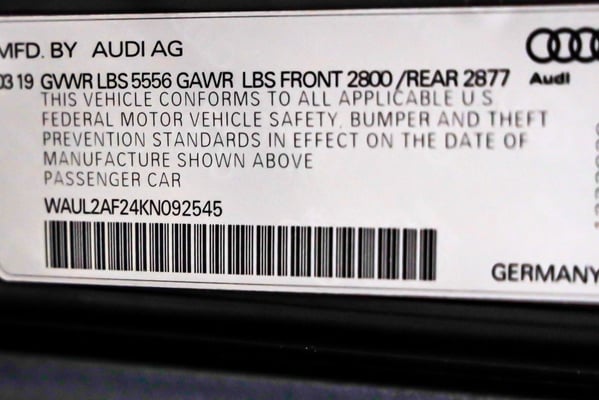 MFD. BY AUDI AG
03 19 GVWR LBS 5556 GAWR LBS FRONT 2800 /REAR 2877
Audi
THIS VEHICLE CONFORMS TO ALL APPLICABLE U S
FEDERAL MOTOR VEHICLE SAFETY, BUMPER AND THEFT
PREVENTION STANDARDS IN EFFECT ON THE DATE OF
MANUFACTURE SHOWN ABOVE
PASSENGER CAR
WAUL2AF24KN092545
GERMANY